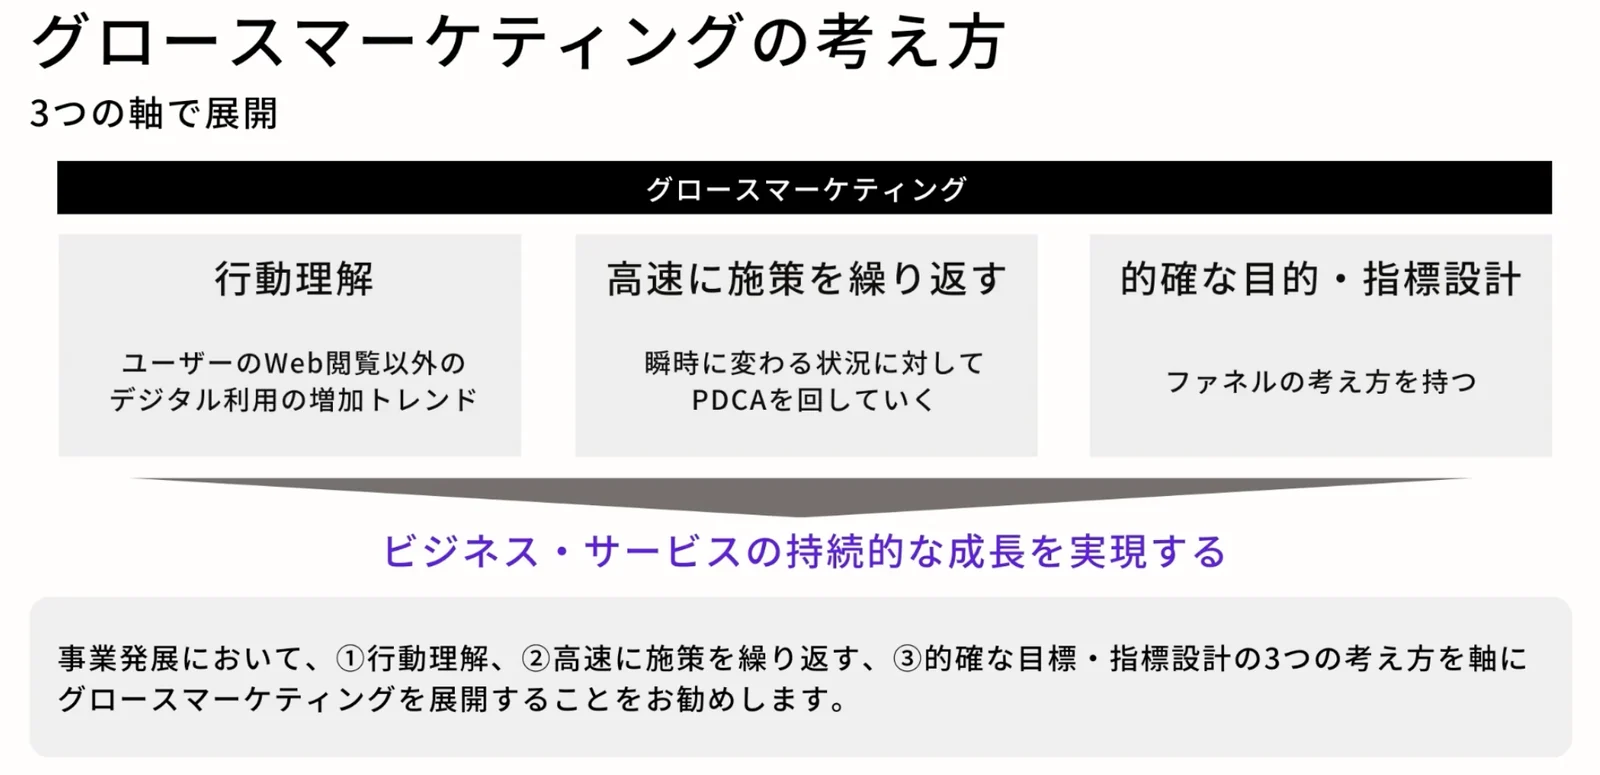 グロースマーケティングの考え方
3つの軸で展開
グロースマーケティング
行動理解
ユーザーのWeb閲覧以外の
デジタル利用の増加トレンド
高速に施策を繰り返す
瞬時に変わる状況に対して
PDCAを回していく
的確な目的・指標設計
ファネルの考え方を持つ
ビジネス・サービスの持続的な成長を実現する
事業発展において、①行動理解、②高速に施策を繰り返す、③的確な目標・指標設計の3つの考え方を軸に
グロースマーケティングを展開することをお勧めします。